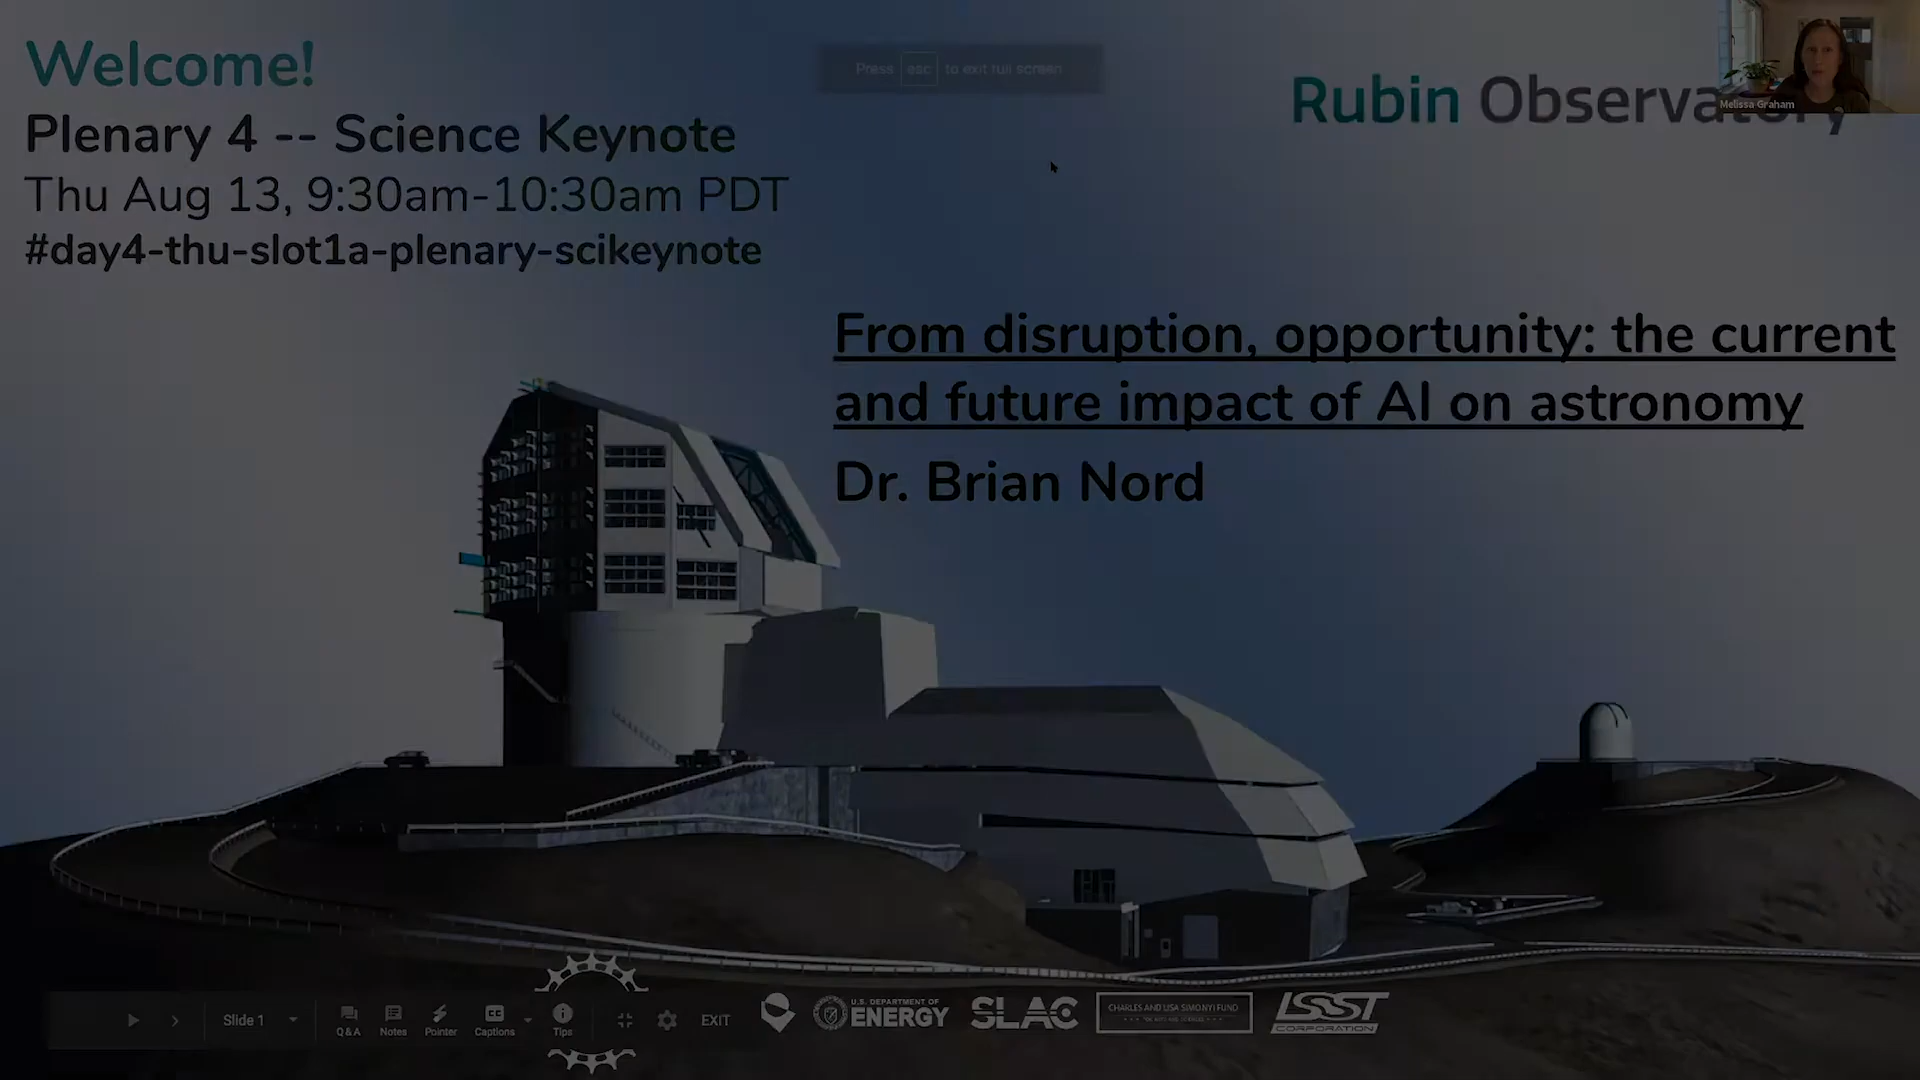 Welcome!
Plenary 4 -- Science Keynote
Thu Aug 13, 9:30am-10:30am PDT
#day4-thu-slot1a-plenary-scikeynote
Press esc to exit full screen
Rubin Observatory
Melissa Graham
From disruption, opportunity: the current
and future impact of AI on astronomy
Dr. Brian Nord
Slide 1
Q&A
Notes
Pointer
Captions
Tips
EXIT
U.S. DEPARTMENT OF
ENERGY
SLAC
CHARLES AND LISA SIMONYI FUND
LSST
CORPORATION